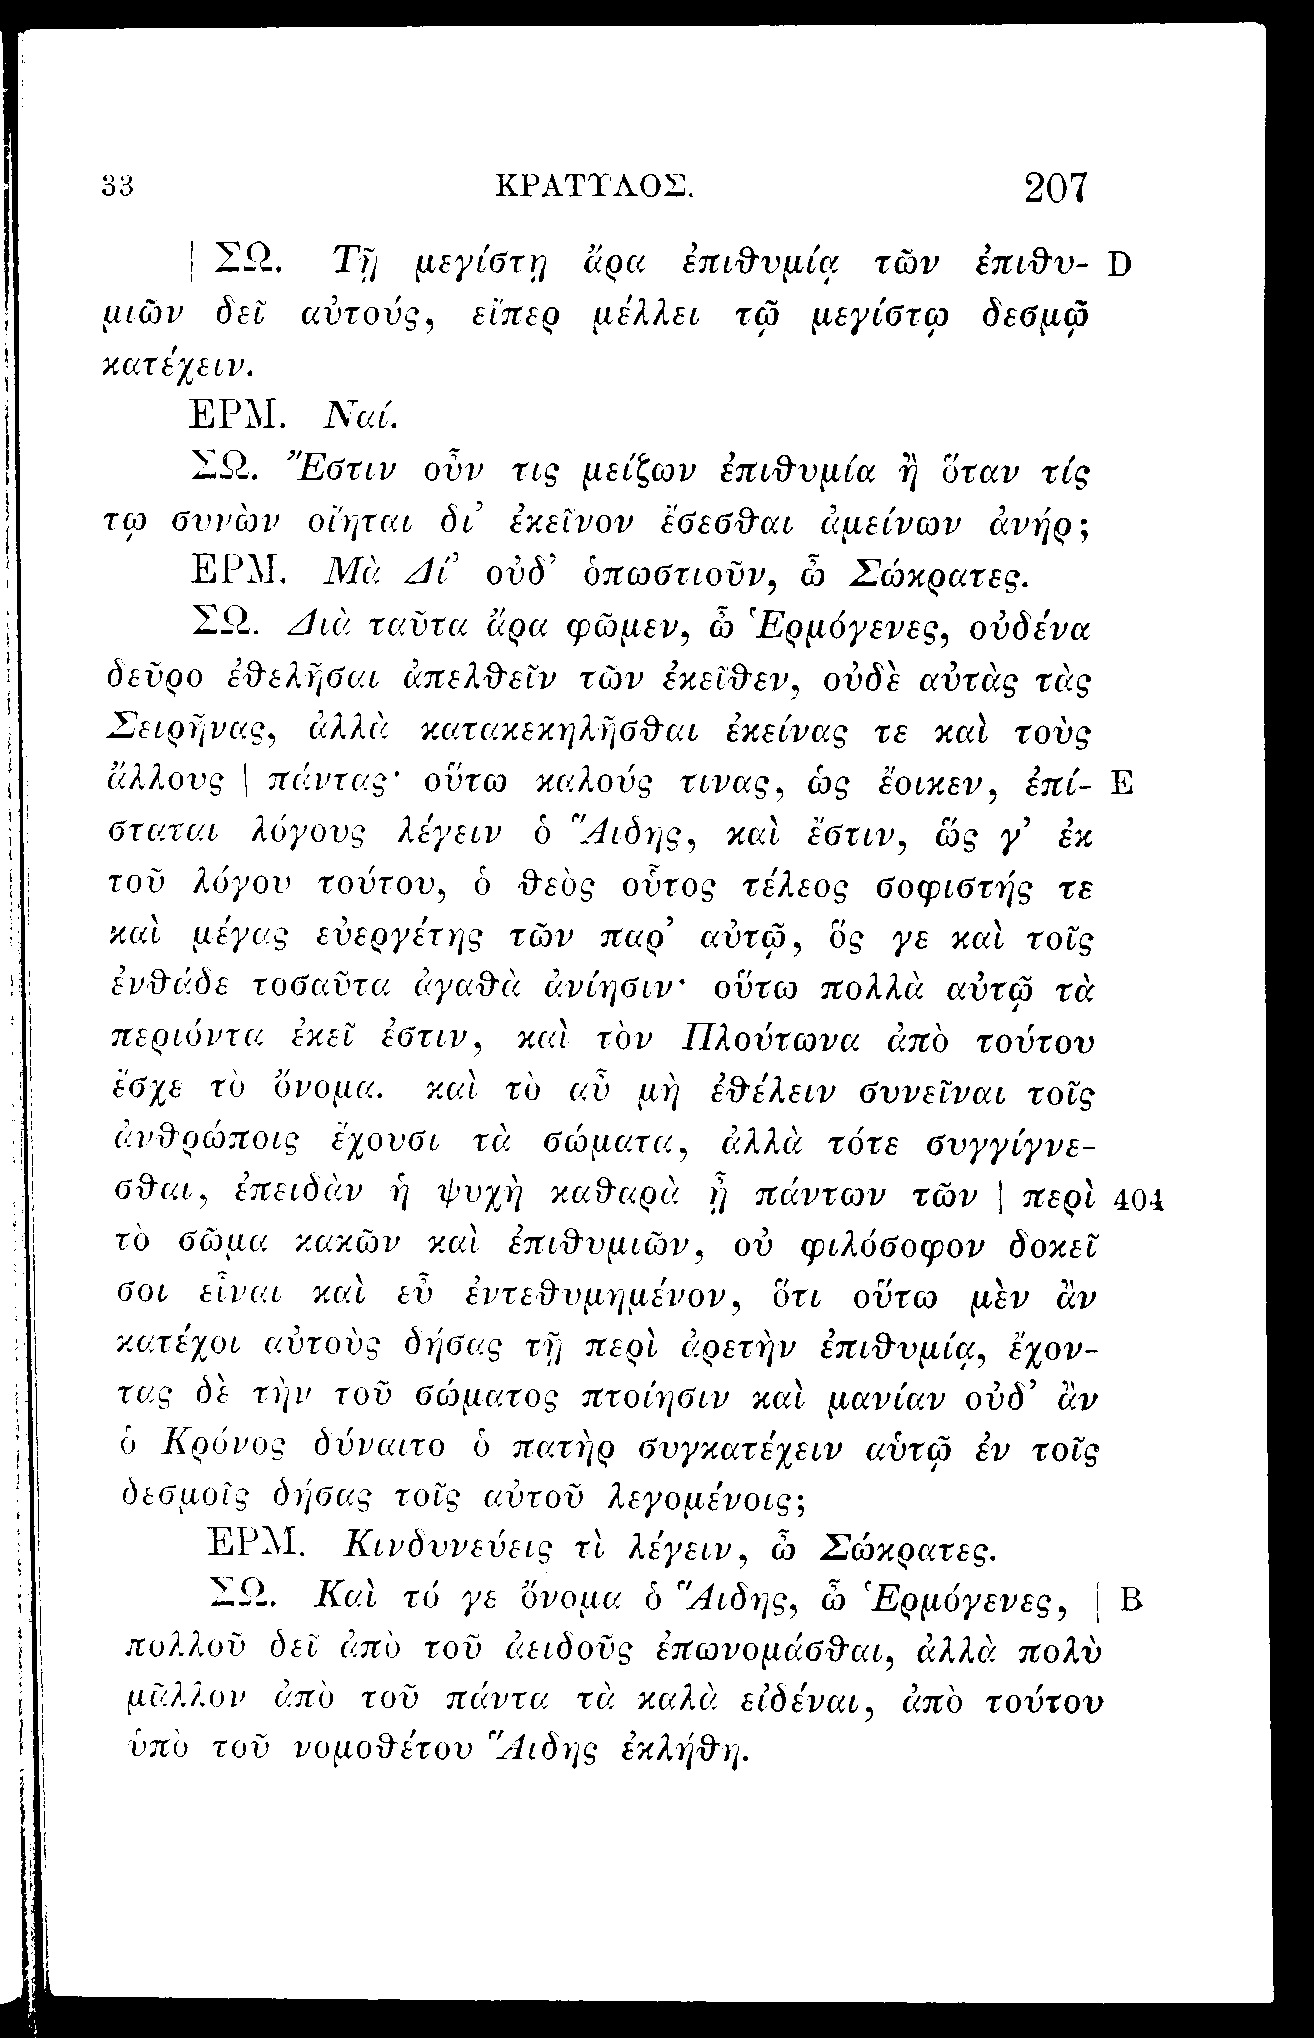 33 ΚΡΑΤΥΛΟΣ. 207
| ΣΩ. Τῇ μεγίστῃ ἄρα ἐπιθυμίᾳ τῶν ἐπιθυ- D
μιῶν δεῖ αὐτούς, εἴπερ μέλλει τῷ μεγίστῳ δεσμῷ
κατέχειν.
ΕΡΜ. Ναί.
ΣΩ. Ἔστιν οὖν τις μείζων ἐπιθυμία ἢ ὅταν τίς
τῳ συνὼν οἴηται δι’ ἐκεῖνον ἔσεσθαι ἀμείνων ἀνήρ;
ΕΡΜ. Μὰ Δί’ οὐδ’ ὁπωστιοῦν, ὦ Σώκρατες.
ΣΩ. Διὰ ταῦτα ἄρα φῶμεν, ὦ Ἑρμόγενες, οὐδένα
δεῦρο ἐθελῆσαι ἀπελθεῖν τῶν ἐκεῖθεν, οὐδὲ αὐτὰς τὰς
Σειρῆνας, ἀλλὰ κατακεκηλῆσθαι ἐκείνας τε καὶ τοὺς
ἄλλους | πάντας· οὕτω καλούς τινας, ὡς ἔοικεν, ἐπί- E
σταται λόγους λέγειν ὁ Ἅιδης, καὶ ἔστιν, ὥς γ’ ἐκ
τοῦ λόγου τούτου, ὁ θεὸς οὗτος τέλεος σοφιστής τε
καὶ μέγας εὐεργέτης τῶν παρ’ αὐτῷ, ὅς γε καὶ τοῖς
ἐνθάδε τοσαῦτα ἀγαθὰ ἀνίησιν· οὕτω πολλὰ αὐτῷ τὰ
περιόντα ἐκεῖ ἐστιν, καὶ τὸν Πλούτωνα ἀπὸ τούτου
ἔσχε τὸ ὄνομα. καὶ τὸ αὖ μὴ ἐθέλειν συνεῖναι τοῖς
ἀνθρώποις ἔχουσι τὰ σώματα, ἀλλὰ τότε συγγίγνε-
σθαι, ἐπειδὰν ἡ ψυχὴ καθαρὰ ᾖ πάντων τῶν | περὶ 404
τὸ σῶμα κακῶν καὶ ἐπιθυμιῶν, οὐ φιλόσοφον δοκεῖ
σοι εἶναι καὶ εὖ ἐντεθυμημένον, ὅτι οὕτω μὲν ἂν
κατέχοι αὐτοὺς δήσας τῇ περὶ ἀρετὴν ἐπιθυμίᾳ, ἔχον-
τας δὲ τὴν τοῦ σώματος πτοίησιν καὶ μανίαν οὐδ’ ἂν
ὁ Κρόνος δύναιτο ὁ πατὴρ συγκατέχειν αὑτῷ ἐν τοῖς
δεσμοῖς δήσας τοῖς αὐτοῦ λεγομένοις;
ΕΡΜ. Κινδυνεύεις τὶ λέγειν, ὦ Σώκρατες.
ΣΩ. Καὶ τό γε ὄνομα ὁ Ἅιδης, ὦ Ἑρμόγενες, | B
πολλοῦ δεῖ ἀπὸ τοῦ ἀειδοῦς ἐπωνομάσθαι, ἀλλὰ πολὺ
μᾶλλον ἀπὸ τοῦ πάντα τὰ καλὰ εἰδέναι, ἀπὸ τούτου
ὑπὸ τοῦ νομοθέτου Ἅιδης ἐκλήθη.